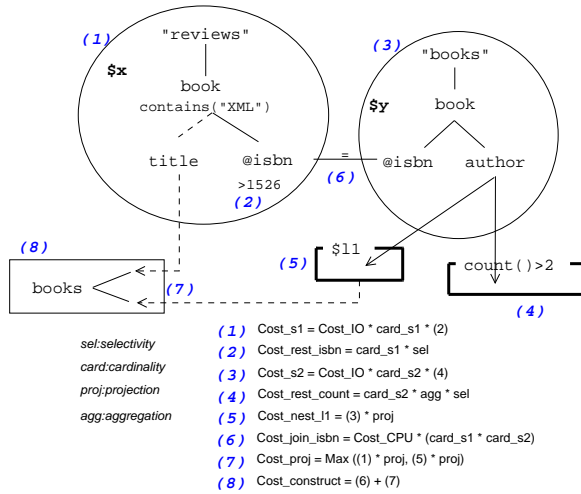 (1)
"reviews"
$x
book
contains("XML")
title
@isbn
>1526
(2)
=
(6)
(3)
"books"
$y
book
@isbn
author
(8)
books
(7)
(5)
$l1
count()>2
(4)
sel:selectivity
card:cardinality
proj:projection
agg:aggregation
(1) Cost_s1 = Cost_IO * card_s1 * (2)
(2) Cost_rest_isbn = card_s1 * sel
(3) Cost_s2 = Cost_IO * card_s2 * (4)
(4) Cost_rest_count = card_s2 * agg * sel
(5) Cost_nest_l1 = (3) * proj
(6) Cost_join_isbn = Cost_CPU * (card_s1 * card_s2)
(7) Cost_proj = Max ((1) * proj, (5) * proj)
(8) Cost_construct = (6) + (7)